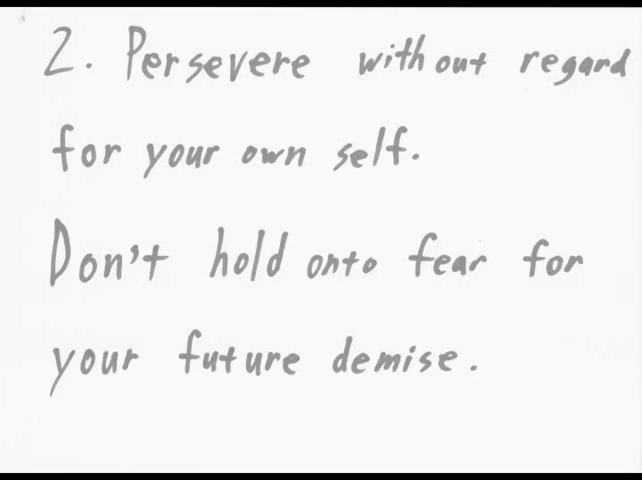 2. Persevere without regard
for your own self.
Don't hold onto fear for
your future demise.